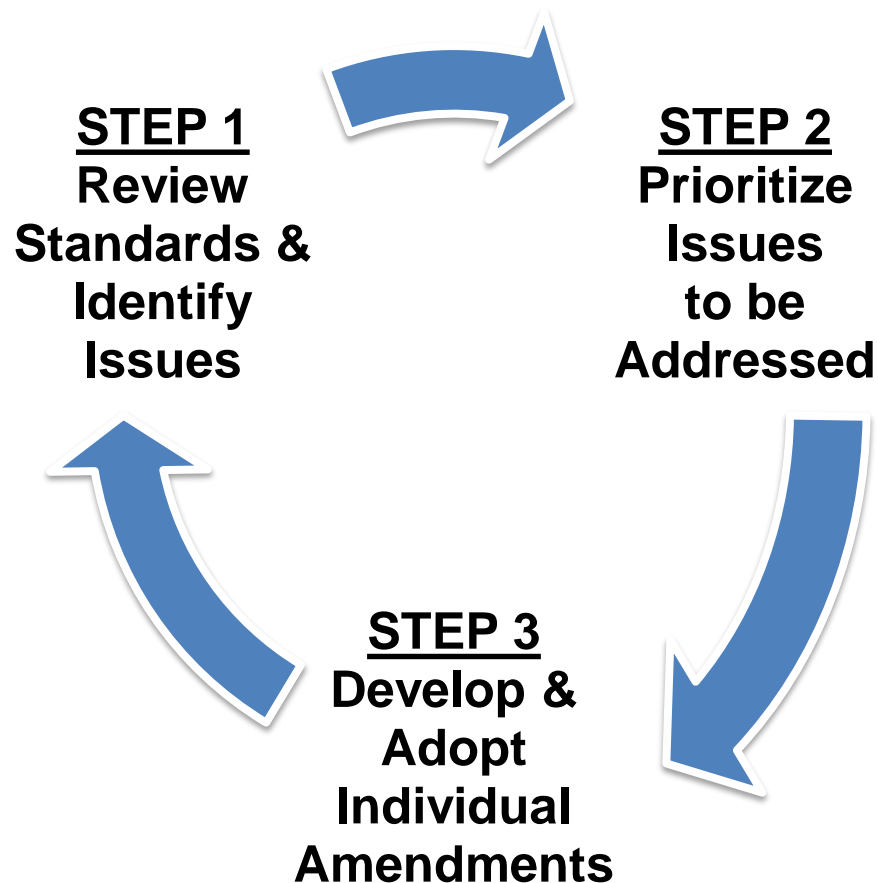 STEP 1
Review
Standards &
Identify
Issues
STEP 2
Prioritize
Issues
to be
Addressed
STEP 3
Develop &
Adopt
Individual
Amendments